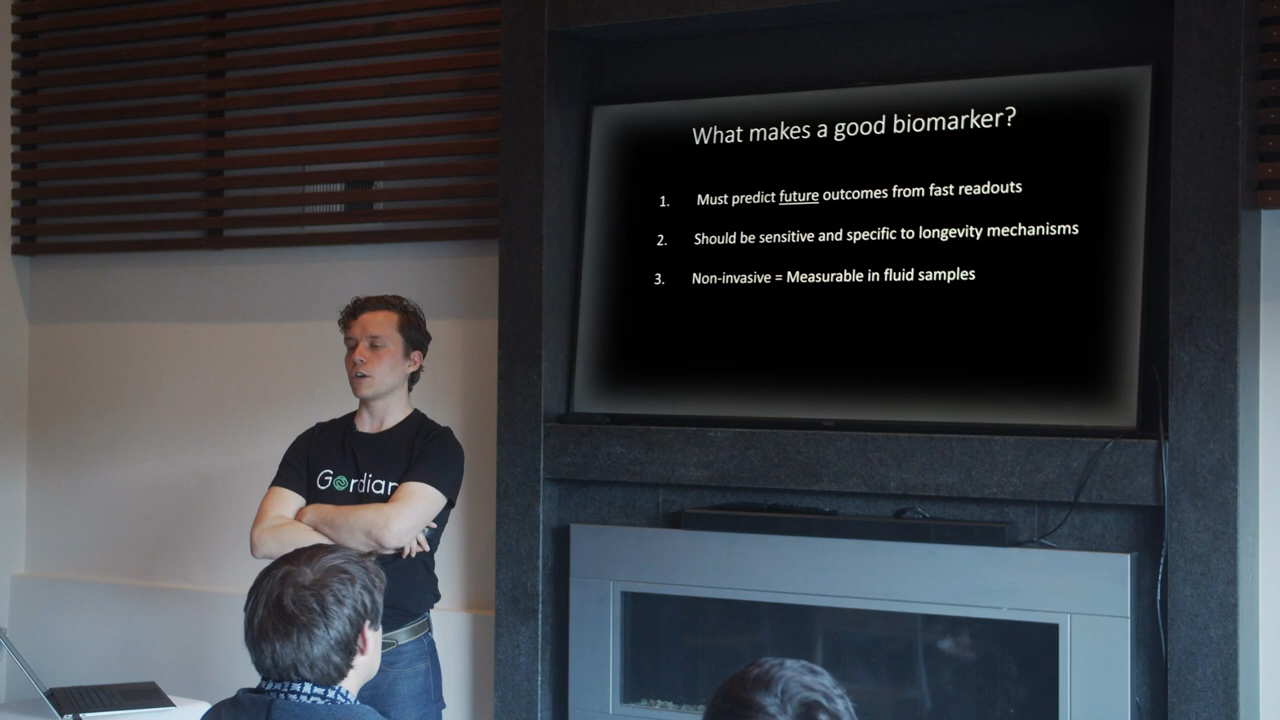 What makes a good biomarker?
1. Must predict future outcomes from fast readouts
2. Should be sensitive and specific to longevity mechanisms
3. Non-invasive = Measurable in fluid samples
Gordian